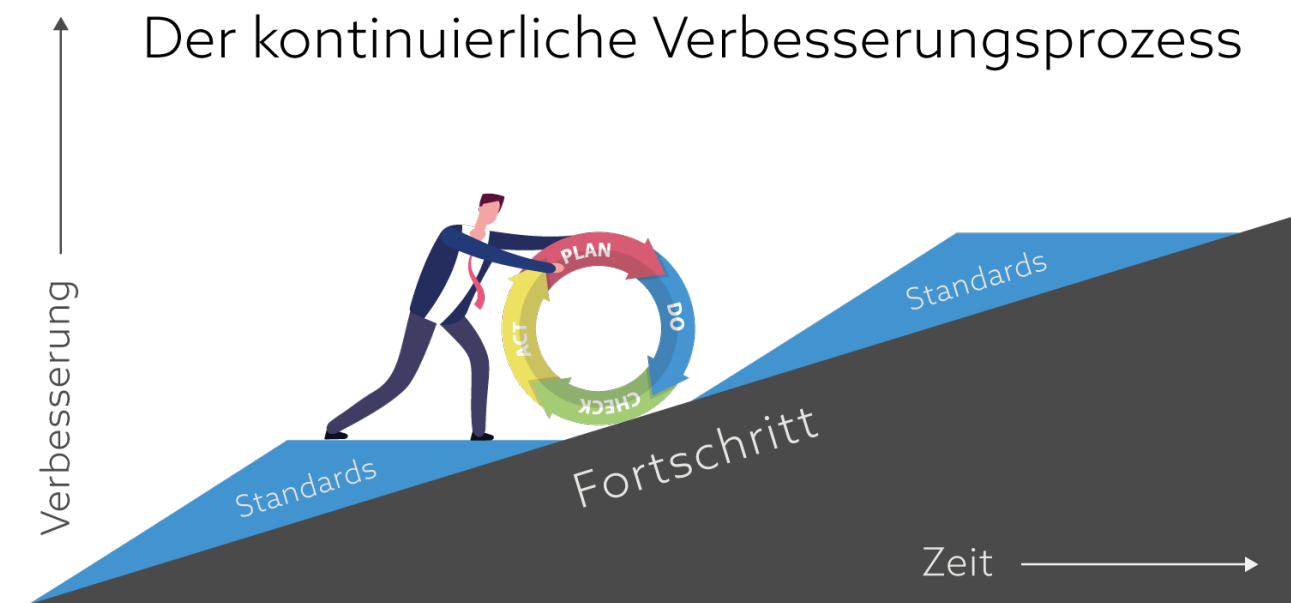 Der kontinuierliche Verbesserungsprozess
Verbesserung
PLAN
DO
CHECK
ACT
Standards
Standards
Fortschritt
Zeit